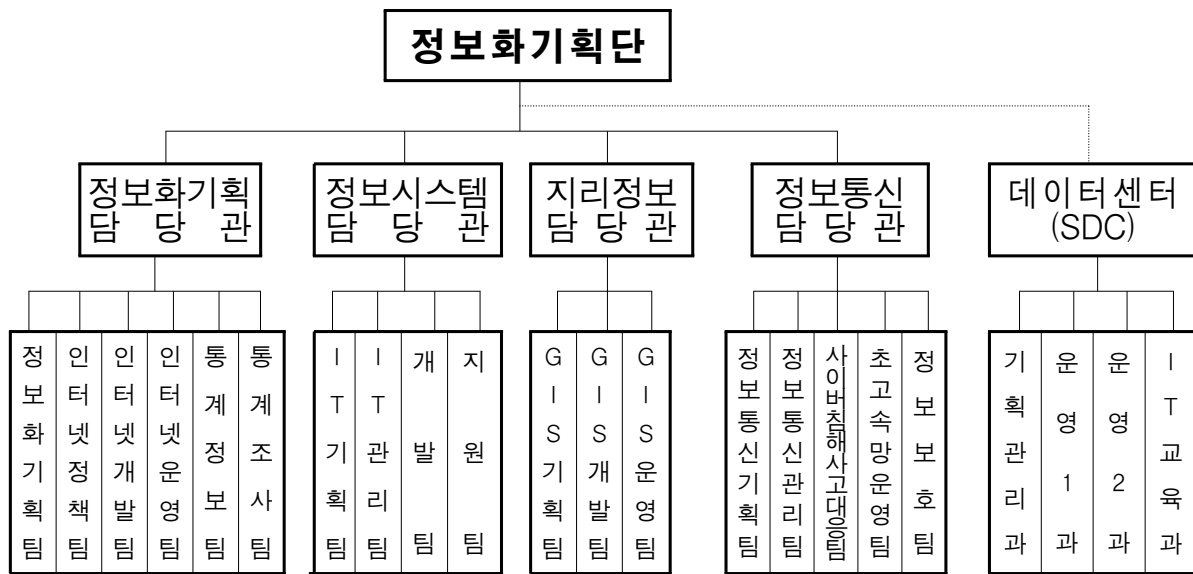 정보화기획단
정보화기획
담 당 관
정보시스템
담 당 관
지리정보
담 당 관
정보통신
담 당 관
데이터센터
(SDC)
정보화기획팀
인터넷정책팀
인터넷개발팀
인터넷운영팀
통계정보팀
통계조사팀
IT기획팀
IT관리팀
개발팀
지원팀
GIS기획팀
GIS개발팀
GIS운영팀
정보통신기획팀
정보통신관리팀
사이버침해사고대응팀
초고속망운영팀
정보보호팀
기획관리과
운영1과
운영2과
IT교육과